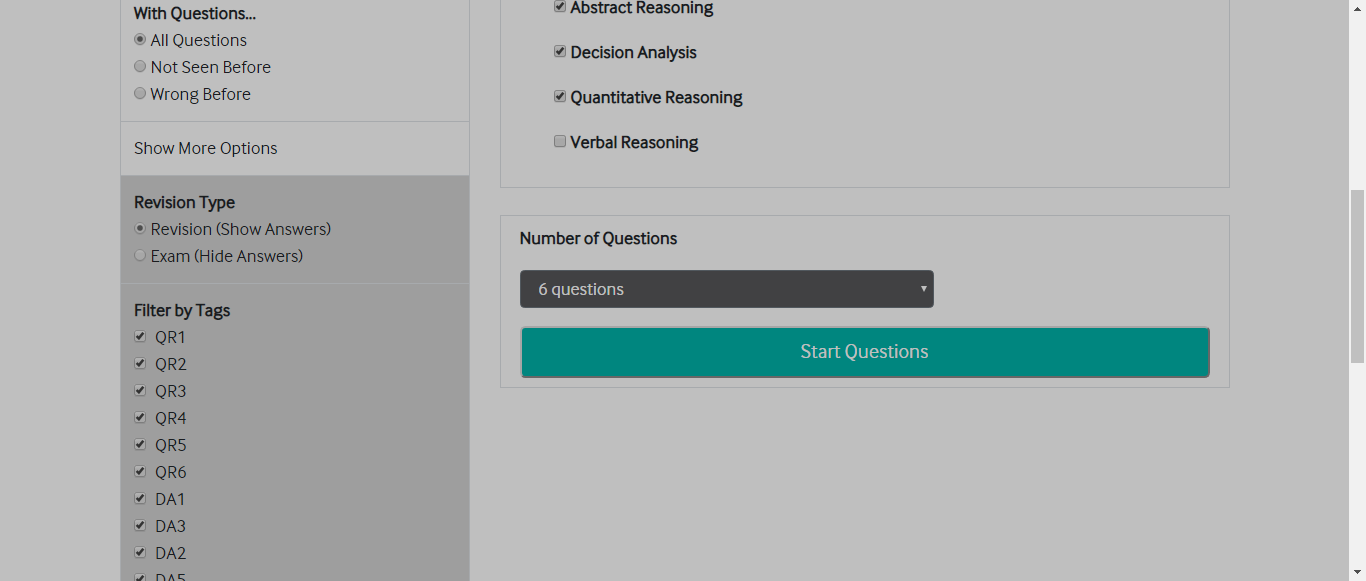 With Questions...
All Questions
Not Seen Before
Wrong Before
Show More Options
Revision Type
Revision (Show Answers)
Exam (Hide Answers)
Filter by Tags
QR1
QR2
QR3
QR4
QR5
QR6
DA1
DA3
DA2
DA5
Abstract Reasoning
Decision Analysis
Quantitative Reasoning
Verbal Reasoning
Number of Questions
6 questions
Start Questions